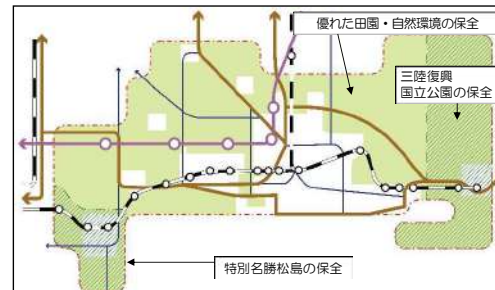 優れた田園・自然環境の保全
三陸復興
国立公園の保全
特別名勝松島の保全